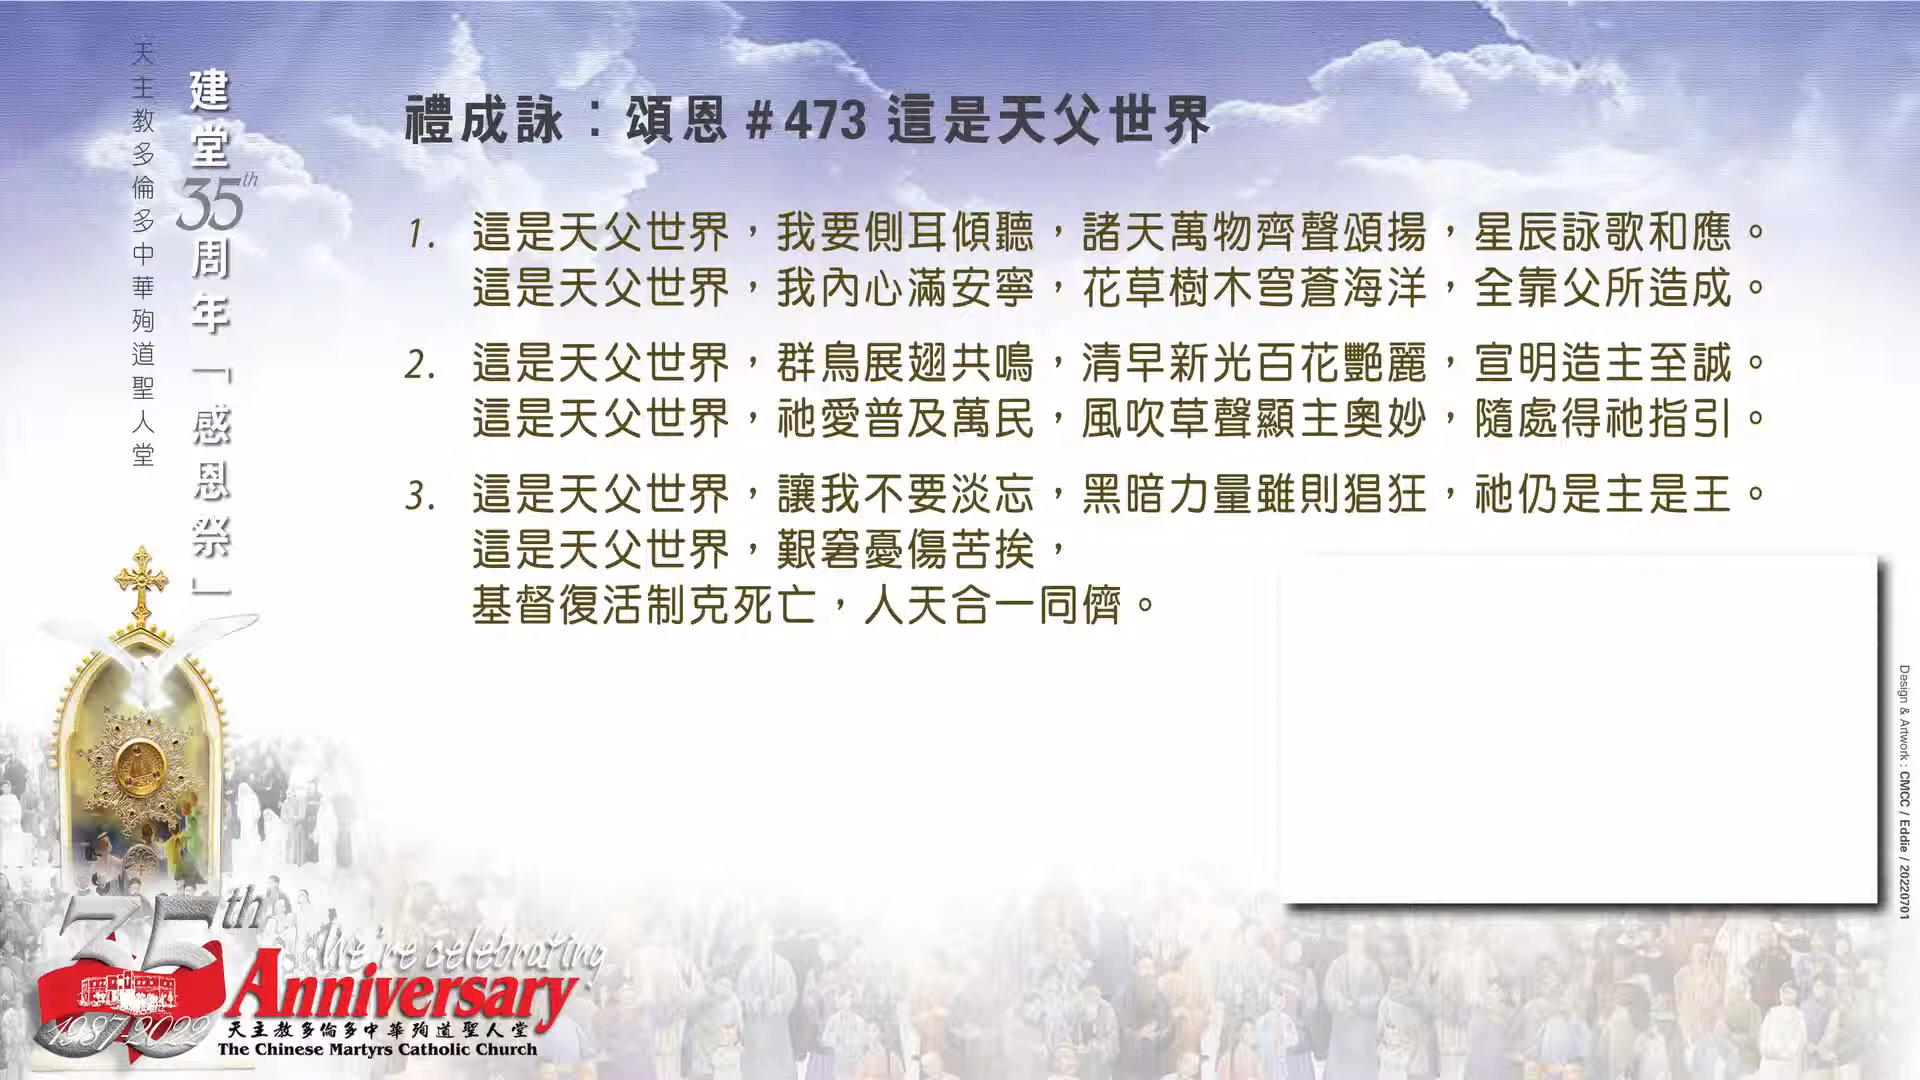 天主教多倫多中華殉道聖人堂
建堂35th周年「感恩祭」
禮成詠：頌恩 #473 這是天父世界
1. 這是天父世界，我要側耳傾聽，諸天萬物齊聲頌揚，星辰詠歌和應。
這是天父世界，我內心滿安寧，花草樹木穹蒼海洋，全靠父所造成。
2. 這是天父世界，群鳥展翅共鳴，清早新光百花艷麗，宣明造主至誠。
這是天父世界，祂愛普及萬民，風吹草聲顯主奧妙，隨處得祂指引。
3. 這是天父世界，讓我不要淡忘，黑暗力量雖則猖狂，祂仍是主是王。
這是天父世界，艱窘憂傷苦挨，
基督復活制克死亡，人天合一同儕。
35th
We're celebrating
Anniversary
1987-2022
天主教多倫多中華殉道聖人堂
The Chinese Martyrs Catholic Church
Design & Artwork : CMCC / Eddie / 20220701